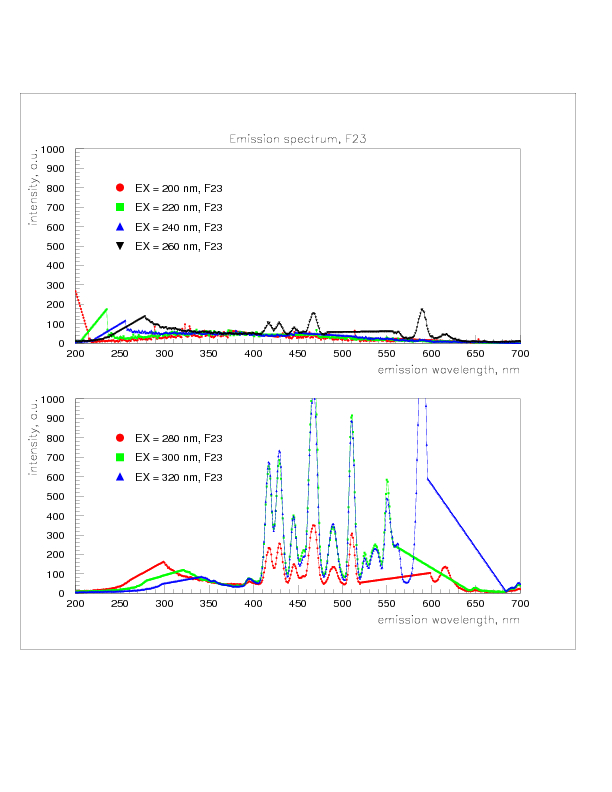 Emission spectrum, F23
intensity, a.u.
1000
900
800
700
600
500
400
300
200
100
0
EX = 200 nm, F23
EX = 220 nm, F23
EX = 240 nm, F23
EX = 260 nm, F23
200 250 300 350 400 450 500 550 600 650 700
emission wavelength, nm
intensity, a.u.
1000
900
800
700
600
500
400
300
200
100
0
EX = 280 nm, F23
EX = 300 nm, F23
EX = 320 nm, F23
200 250 300 350 400 450 500 550 600 650 700
emission wavelength, nm